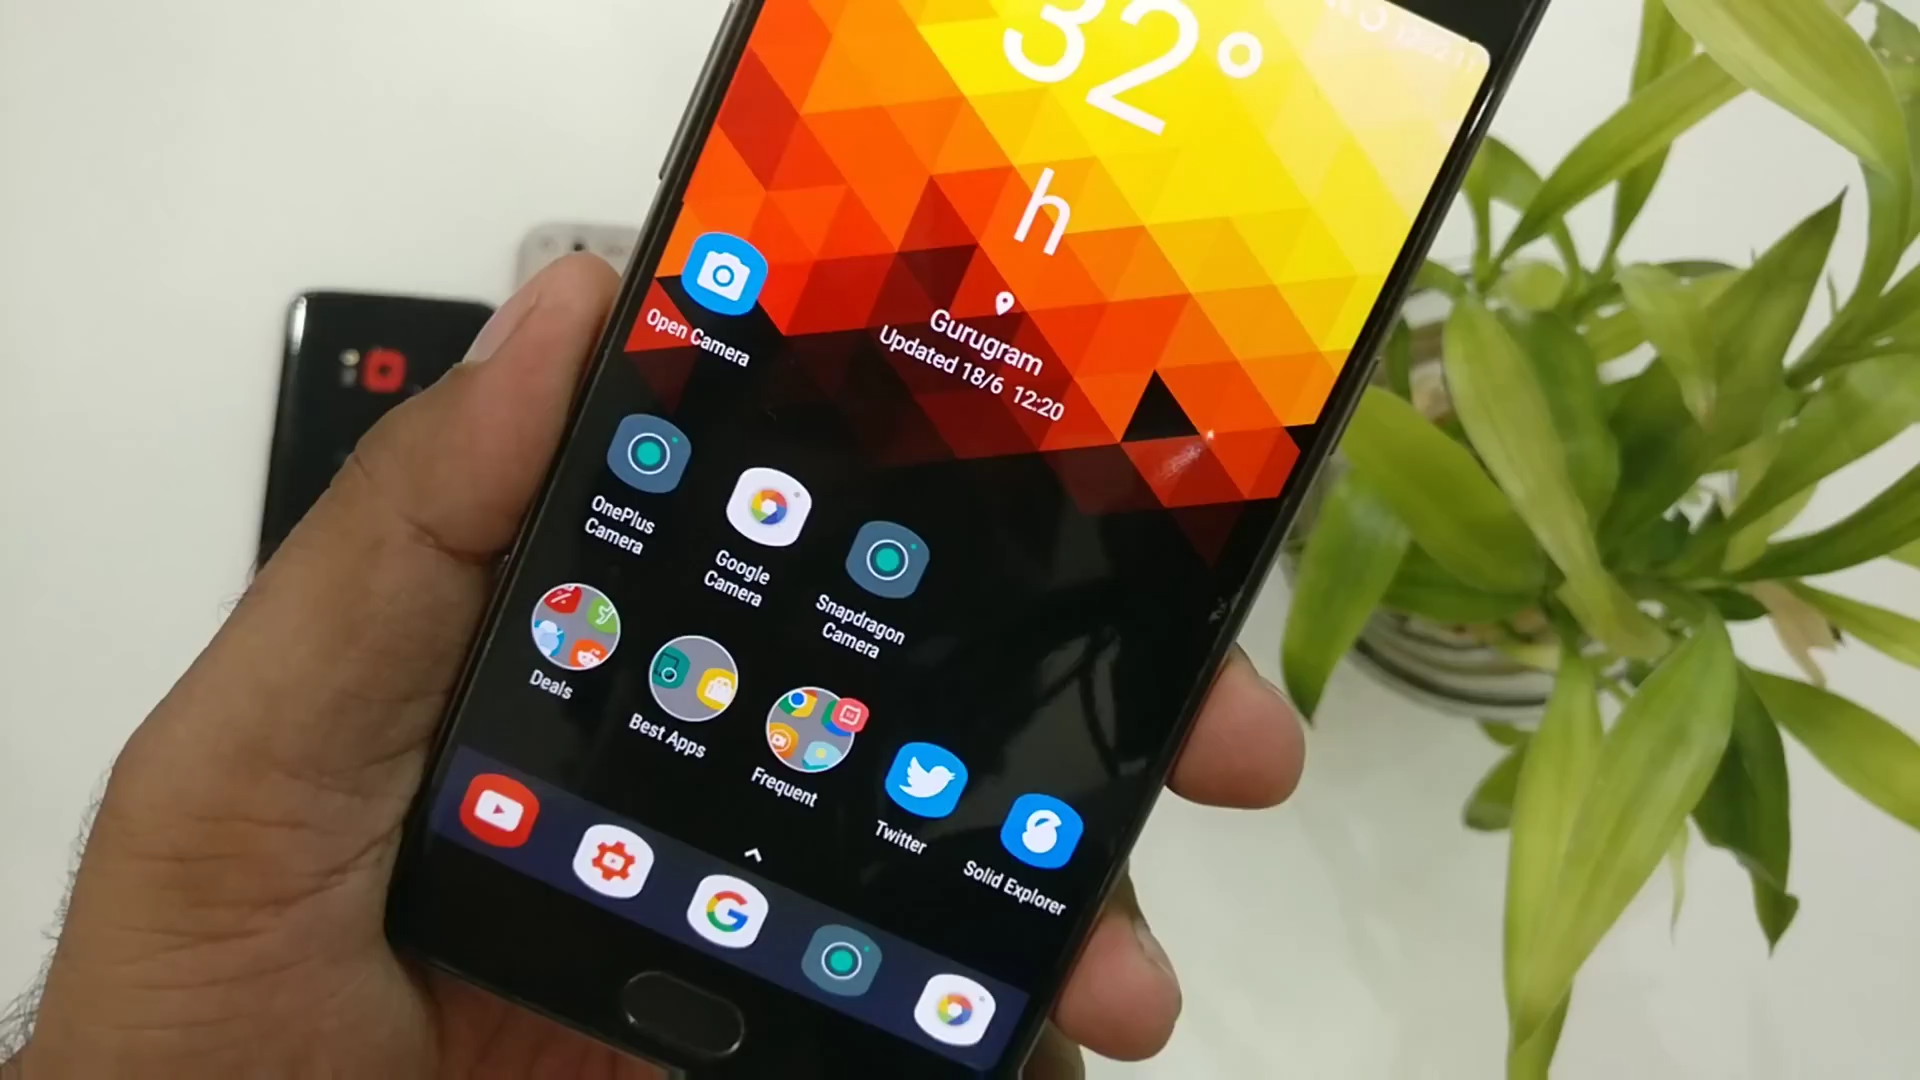 32°
h
Gurugram
Updated 18/6 12:20
Open Camera
OnePlus
Camera
Google
Camera
Snapdragon
Camera
Deals
Best Apps
Frequent
Twitter
Solid Explorer